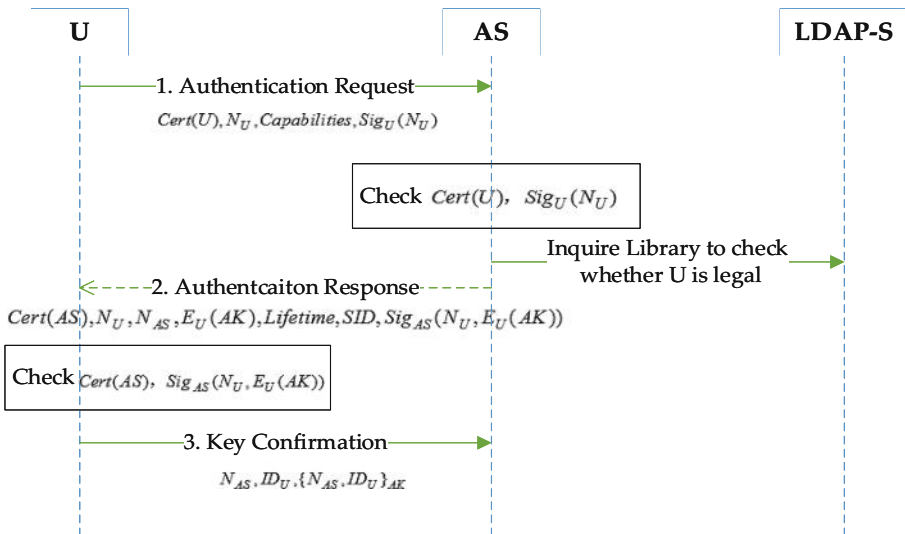 U AS LDAP-S
1. Authentication Request
Cert(U),N_U,Capabilities,Sig_U(N_U)
Check Cert(U), Sig_U(N_U)
Inquire Library to check
whether U is legal
2. Authentcaiton Response
Cert(AS),N_U,N_AS,E_U(AK),Lifetime,SID,Sig_AS(N_U,E_U(AK))
Check Cert(AS), Sig_AS(N_U,E_U(AK))
3. Key Confirmation
N_AS,ID_U,{N_AS,ID_U}_AK